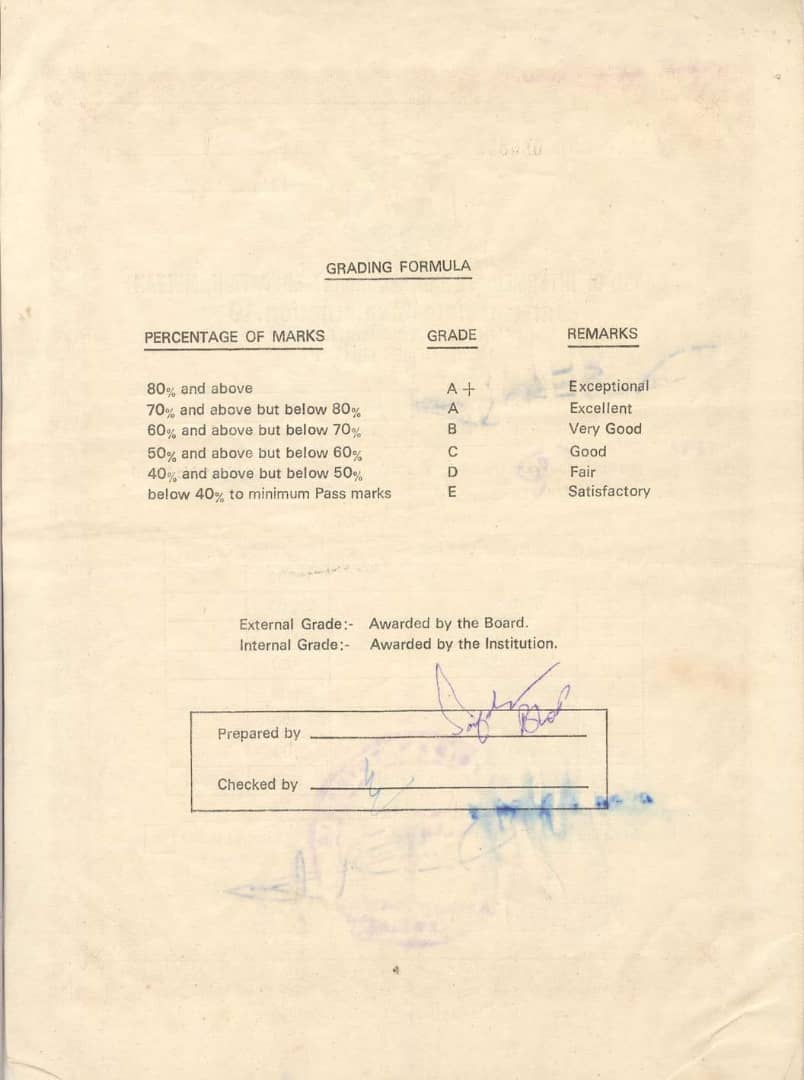 GRADING FORMULA
PERCENTAGE OF MARKS GRADE REMARKS
80% and above A+ Exceptional
70% and above but below 80% A Excellent
60% and above but below 70% B Very Good
50% and above but below 60% C Good
40% and above but below 50% D Fair
below 40% to minimum Pass marks E Satisfactory
External Grade:- Awarded by the Board.
Internal Grade:- Awarded by the Institution.
Prepared by
Checked by